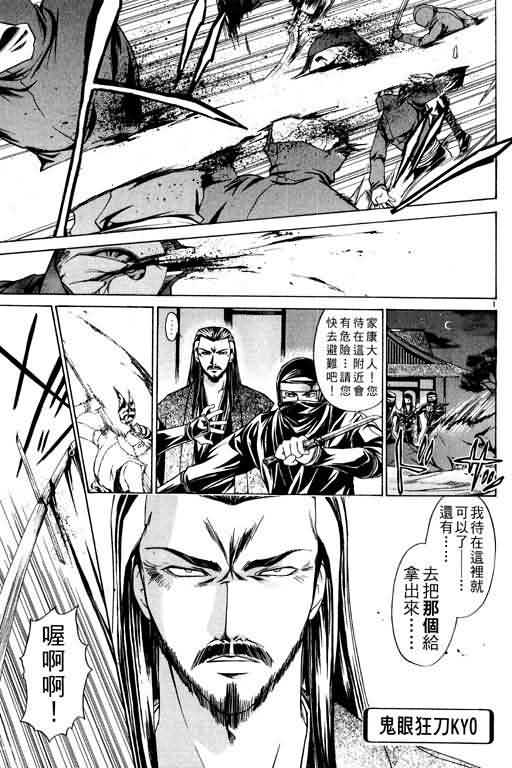 家康大人！您
待在這附近會
有危險…請您
快去避難吧！
……
我待在這裡就
可以了……
還有……
去把那個給
拿出來……
喔啊啊！
鬼眼狂刀KYO
1